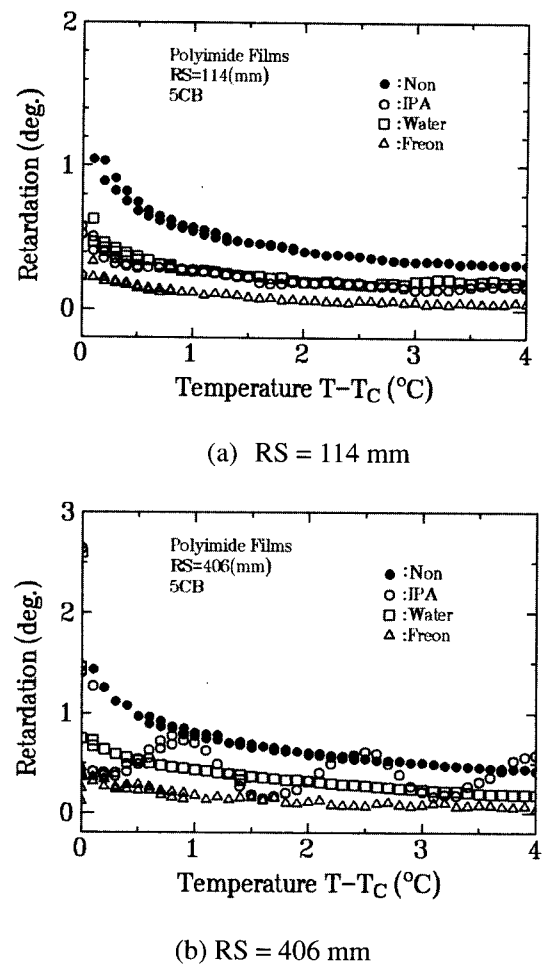 2
1
0
Retardation (deg.)
Polyimide Films
RS=114(mm)
5CB
●:Non
○:IPA
□:Water
△:Freon
0 1 2 3 4
Temperature T−TC (°C)
(a) RS = 114 mm
3
2
1
0
Retardation (deg.)
Polyimide Films
RS=406(mm)
5CB
●:Non
○:IPA
□:Water
△:Freon
0 1 2 3 4
Temperature T−TC (°C)
(b) RS = 406 mm